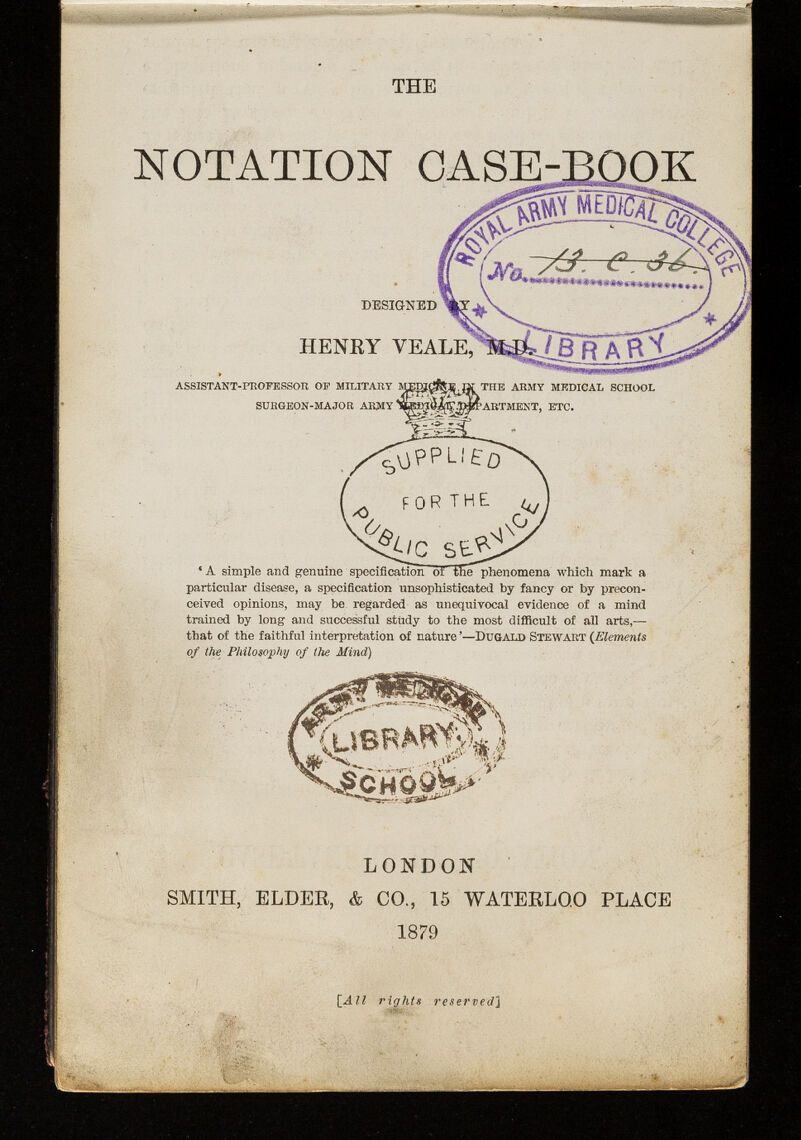 THE
NOTATION CASE-BOOK
ROYAL ARMY MEDICAL COLLEGE
No. 13. C. 36.
LIBRARY
DESIGNED BY
HENRY VEALE, M.D.
ASSISTANT-PROFESSOR OF MILITARY MEDICINE IN THE ARMY MEDICAL SCHOOL
SURGEON-MAJOR ARMY MEDICAL DEPARTMENT, ETC.
SUPPLIED
FOR THE
PUBLIC SERVICE
‘A simple and genuine specification of the phenomena which mark a
particular disease, a specification unsophisticated by fancy or by precon-
ceived opinions, may be regarded as unequivocal evidence of a mind
trained by long and successful study to the most difficult of all arts,—
that of the faithful interpretation of nature’—DUGALD STEWART (Elements
of the Philosophy of the Mind)
ARMY MEDICAL
LIBRARY
SCHOOL
LONDON
SMITH, ELDER, & CO., 15 WATERLOO PLACE
1879
[All rights reserved]